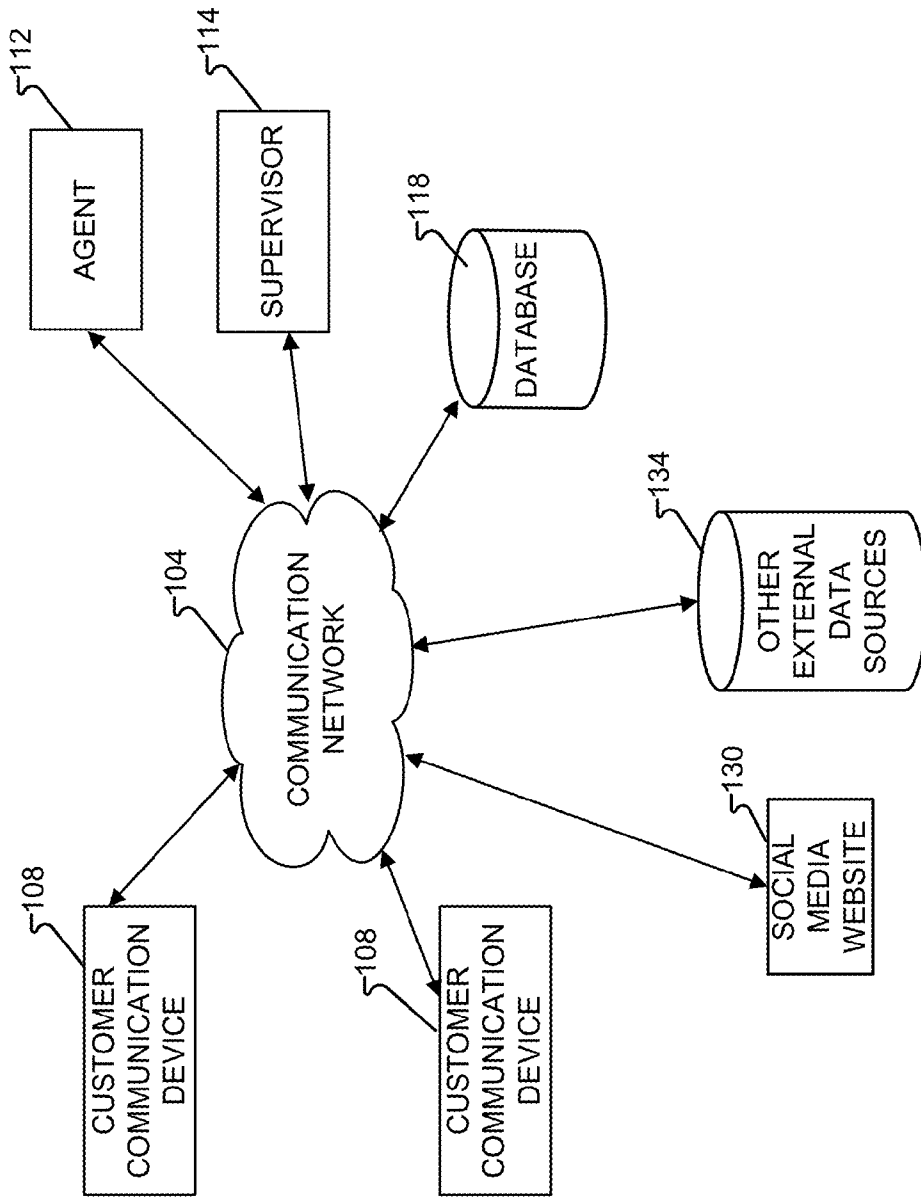 108
CUSTOMER
COMMUNICATION
DEVICE
108
CUSTOMER
COMMUNICATION
DEVICE
104
COMMUNICATION
NETWORK
112
AGENT
114
SUPERVISOR
118
DATABASE
134
OTHER
EXTERNAL
DATA
SOURCES
130
SOCIAL
MEDIA
WEBSITE